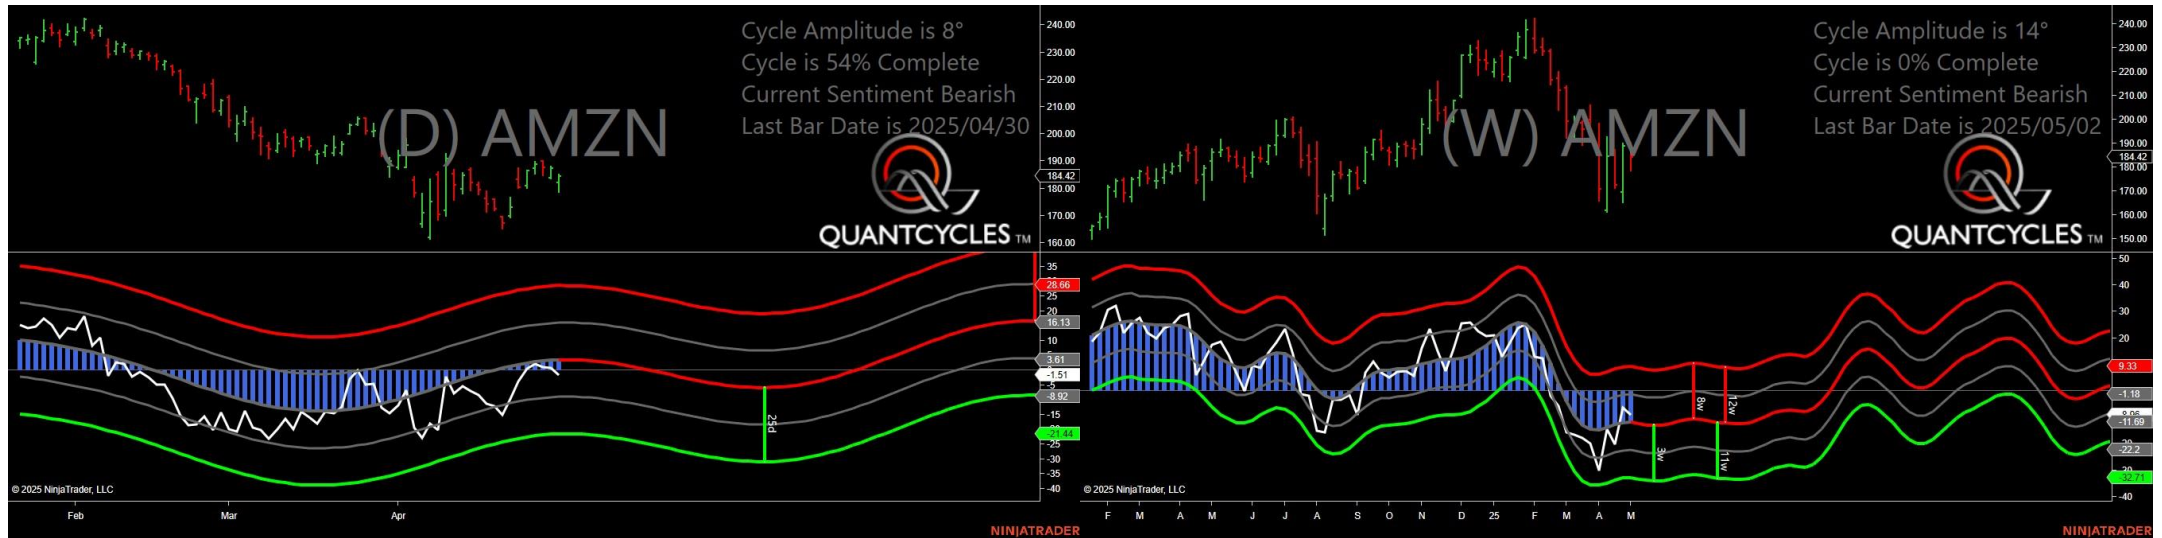 Cycle Amplitude is 8°
Cycle is 54% Complete
Current Sentiment Bearish
Last Bar Date is 2025/04/30
(D) AMZN
QUANTCYCLES TM
240.00
230.00
220.00
210.00
200.00
190.00
184.42
180.00
170.00
160.00
35
28.66
25
20
16.13
10
3.61
-1.51
-5
-8.92
-15
-21.44
-25
-30
-35
-40
25d
© 2025 NinjaTrader, LLC
Feb Mar Apr
NINJATRADER
Cycle Amplitude is 14°
Cycle is 0% Complete
Current Sentiment Bearish
Last Bar Date is 2025/05/02
(W) AMZN
QUANTCYCLES TM
240.00
230.00
220.00
210.00
200.00
190.00
184.42
180.00
170.00
160.00
150.00
50
40
30
20
9.33
-1.18
-11.69
-22.2
-32.71
-40
8w
12w
3w
11w
© 2025 NinjaTrader, LLC
F M A M J J A S O N D 25 F M A M
NINJATRADER